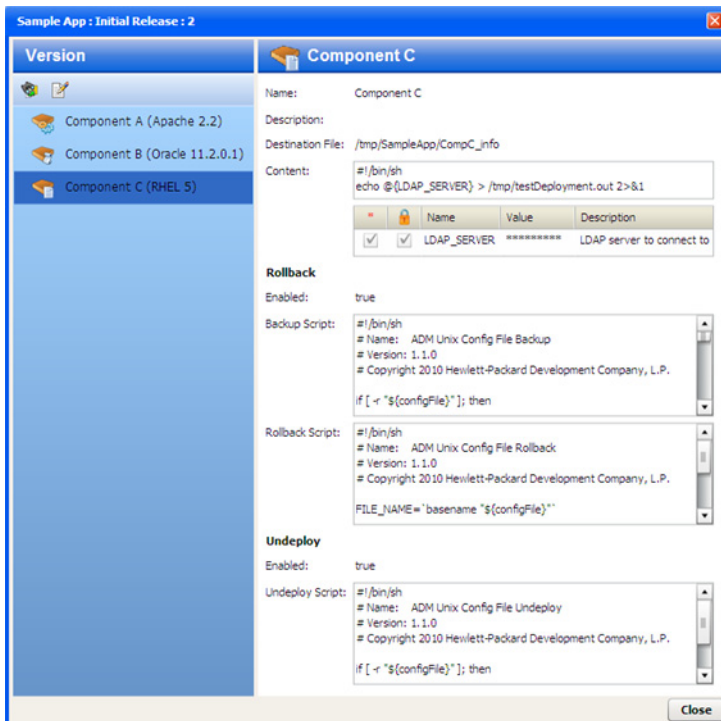 Sample App : Initial Release : 2
Version
Component A (Apache 2.2)
Component B (Oracle 11.2.0.1)
Component C (RHEL 5)
Component C
Name: Component C
Description:
Destination File: /tmp/SampleApp/CompC_info
Content: #!/bin/sh
echo @{LDAP_SERVER} > /tmp/testDeployment.out 2>&1
* Name Value Description
LDAP_SERVER ********* LDAP server to connect to
Rollback
Enabled: true
Backup Script: #!/bin/sh
# Name: ADM Unix Config File Backup
# Version: 1.1.0
# Copyright 2010 Hewlett-Packard Development Company, L.P.
if [ -r "${configFile}" ]; then
Rollback Script: #!/bin/sh
# Name: ADM Unix Config File Rollback
# Version: 1.1.0
# Copyright 2010 Hewlett-Packard Development Company, L.P.
FILE_NAME=`basename "${configFile}"`
Undeploy
Enabled: true
Undeploy Script: #!/bin/sh
# Name: ADM Unix Config File Undeploy
# Version: 1.1.0
# Copyright 2010 Hewlett-Packard Development Company, L.P.
if [ -r "${configFile}" ]; then
Close